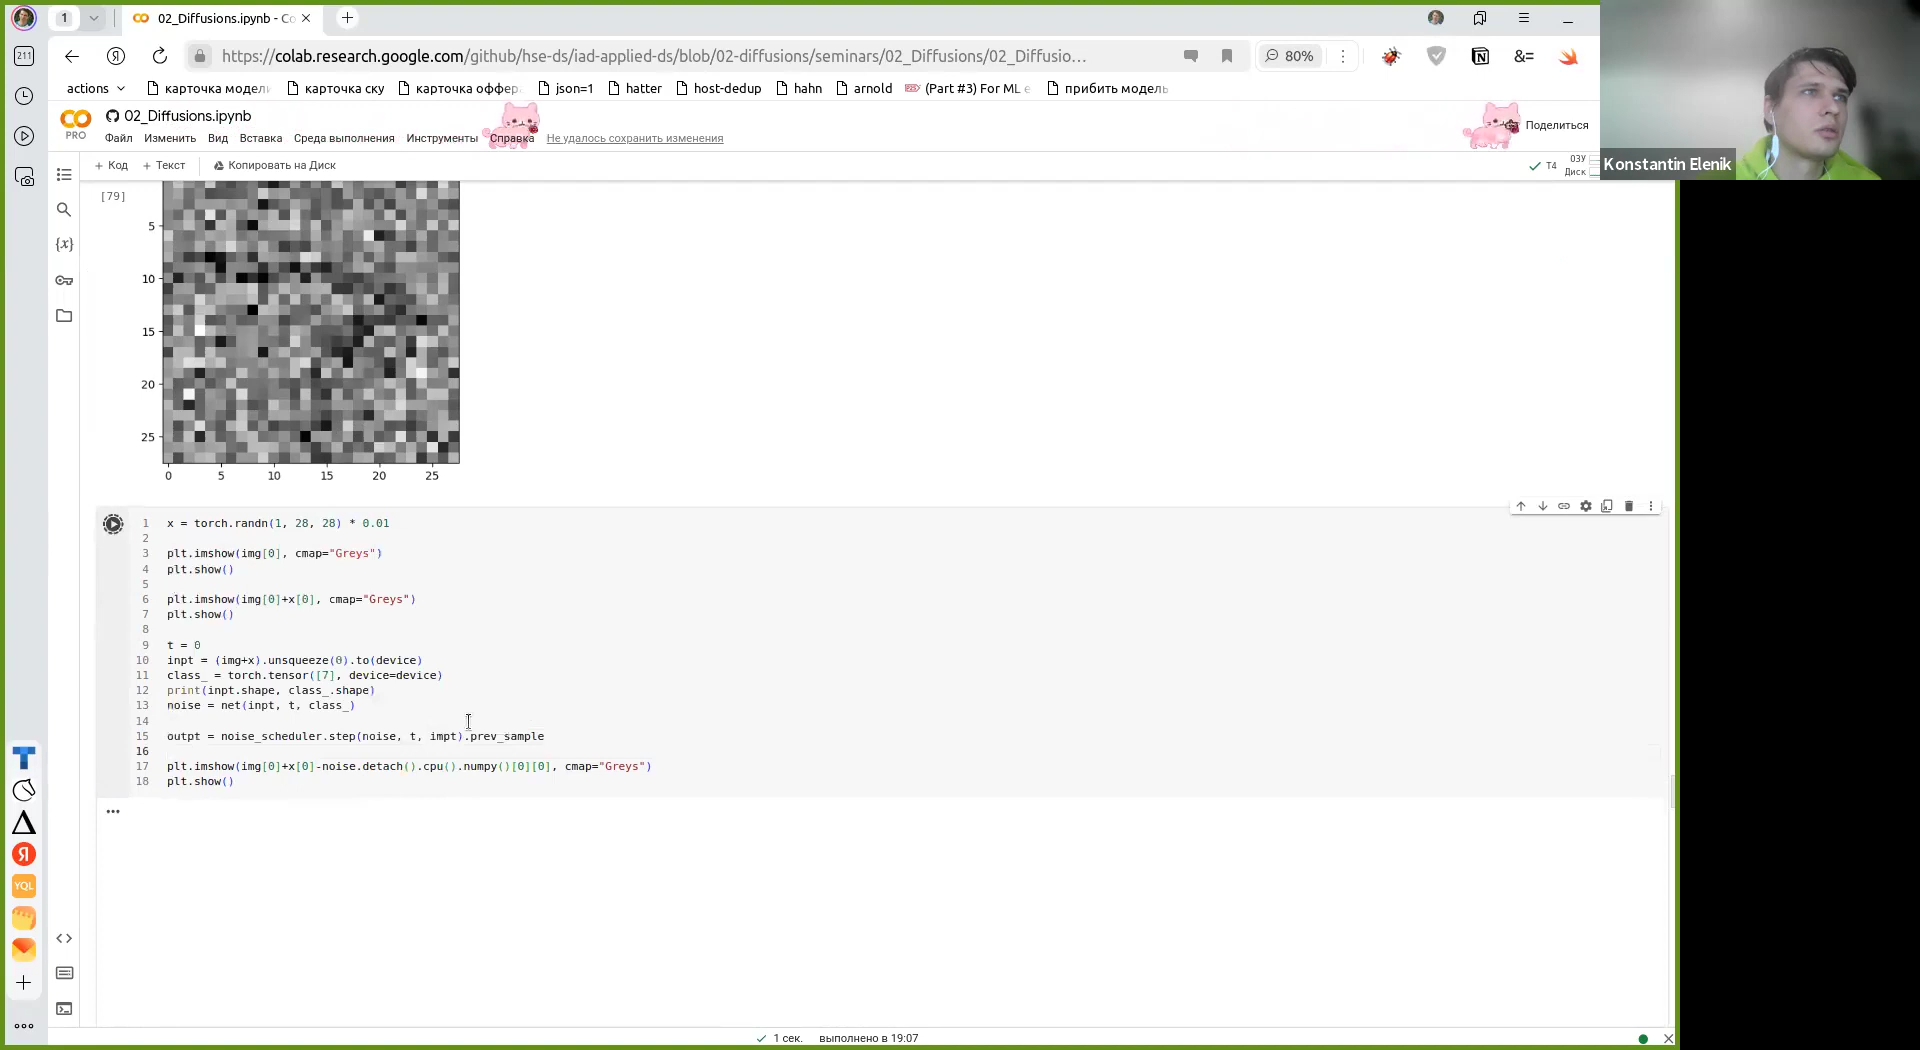 1
02_Diffusions.ipynb - Co
211
https://colab.research.google.com/github/hse-ds/iad-applied-ds/blob/02-diffusions/seminars/02_Diffusions/02_Diffusio...
80%
actions
карточка модели
карточка ску
карточка оффер
json=1
hatter
host-dedup
hahn
arnold
(Part #3) For ML e
прибить модель
PRO
02_Diffusions.ipynb
Файл Изменить Вид Вставка Среда выполнения Инструменты Справка Не удалось сохранить изменения
Поделиться
Konstantin Elenik
+ Код + Текст Копировать на Диск
T4
ОЗУ
Диск
[79]
5
10
15
20
25
0 5 10 15 20 25
1 x = torch.randn(1, 28, 28) * 0.01
2
3 plt.imshow(img[0], cmap="Greys")
4 plt.show()
5
6 plt.imshow(img[0]+x[0], cmap="Greys")
7 plt.show()
8
9 t = 0
10 inpt = (img+x).unsqueeze(0).to(device)
11 class_ = torch.tensor([7], device=device)
12 print(inpt.shape, class_.shape)
13 noise = net(inpt, t, class_)
14
15 outpt = noise_scheduler.step(noise, t, impt).prev_sample
16
17 plt.imshow(img[0]+x[0]-noise.detach().cpu().numpy()[0][0], cmap="Greys")
18 plt.show()
YQL
1 сек. выполнено в 19:07